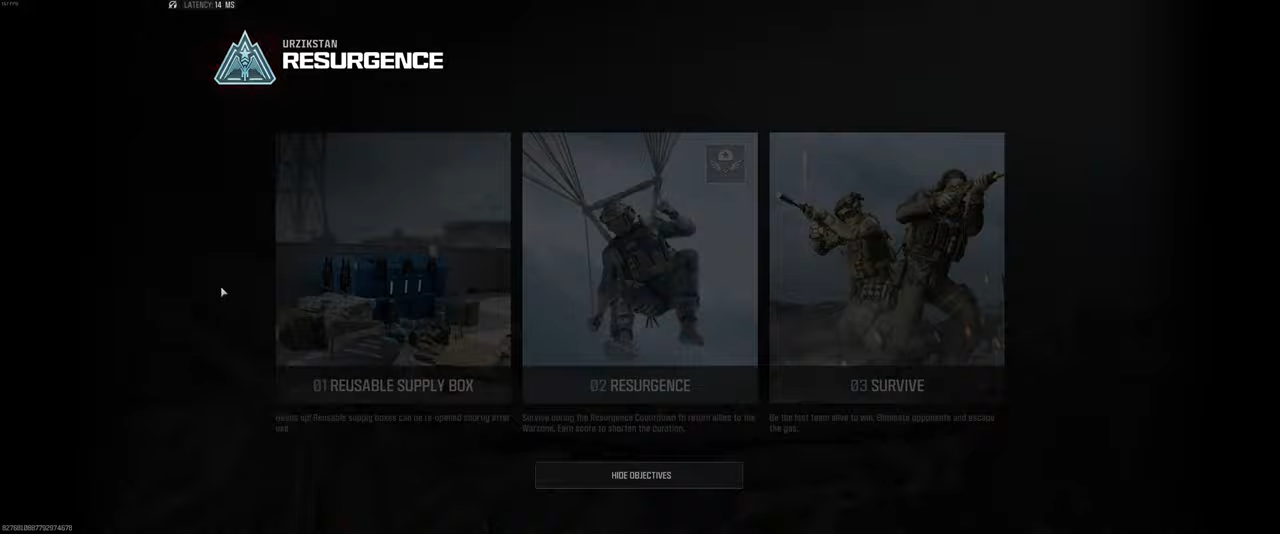 LATENCY: 14 MS
URZIKSTAN
RESURGENCE
01 REUSABLE SUPPLY BOX
02 RESURGENCE
03 SURVIVE
Heads up! Reusable supply boxes can be re-opened shortly after
use
Survive during the Resurgence Countdown to return allies to the
Warzone. Earn score to shorten the duration.
Be the last team alive to win. Eliminate opponents and escape
the gas.
HIDE OBJECTIVES